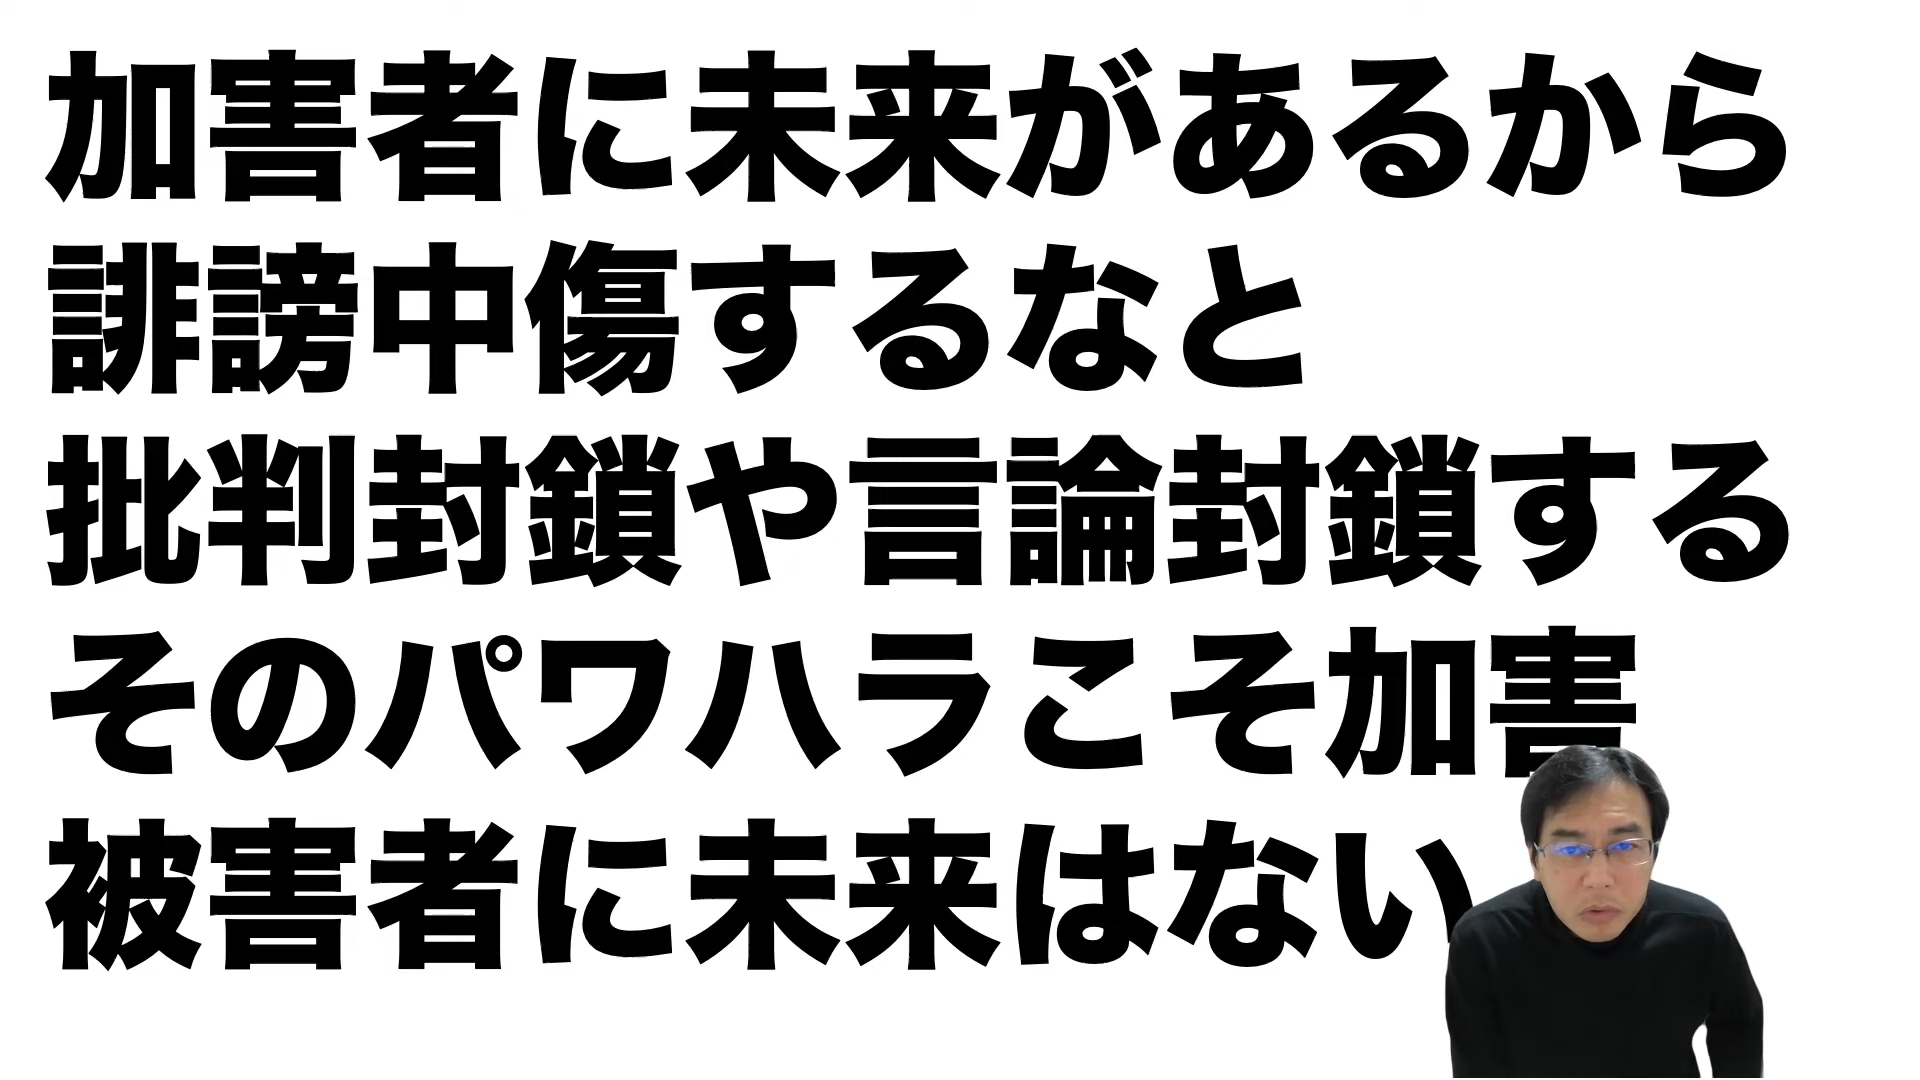 加害者に未来があるから
誹謗中傷するなと
批判封鎖や言論封鎖する
そのパワハラこそ加害
被害者に未来はない